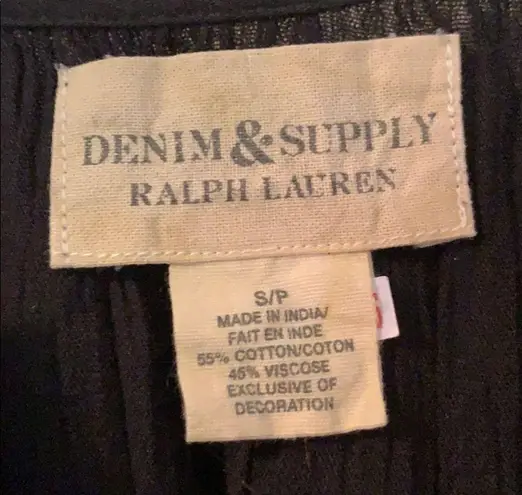 DENIM & SUPPLY
RALPH LAUREN
S/P
MADE IN INDIA/
FAIT EN INDE
55% COTTON/COTON
45% VISCOSE
EXCLUSIVE OF
DECORATION